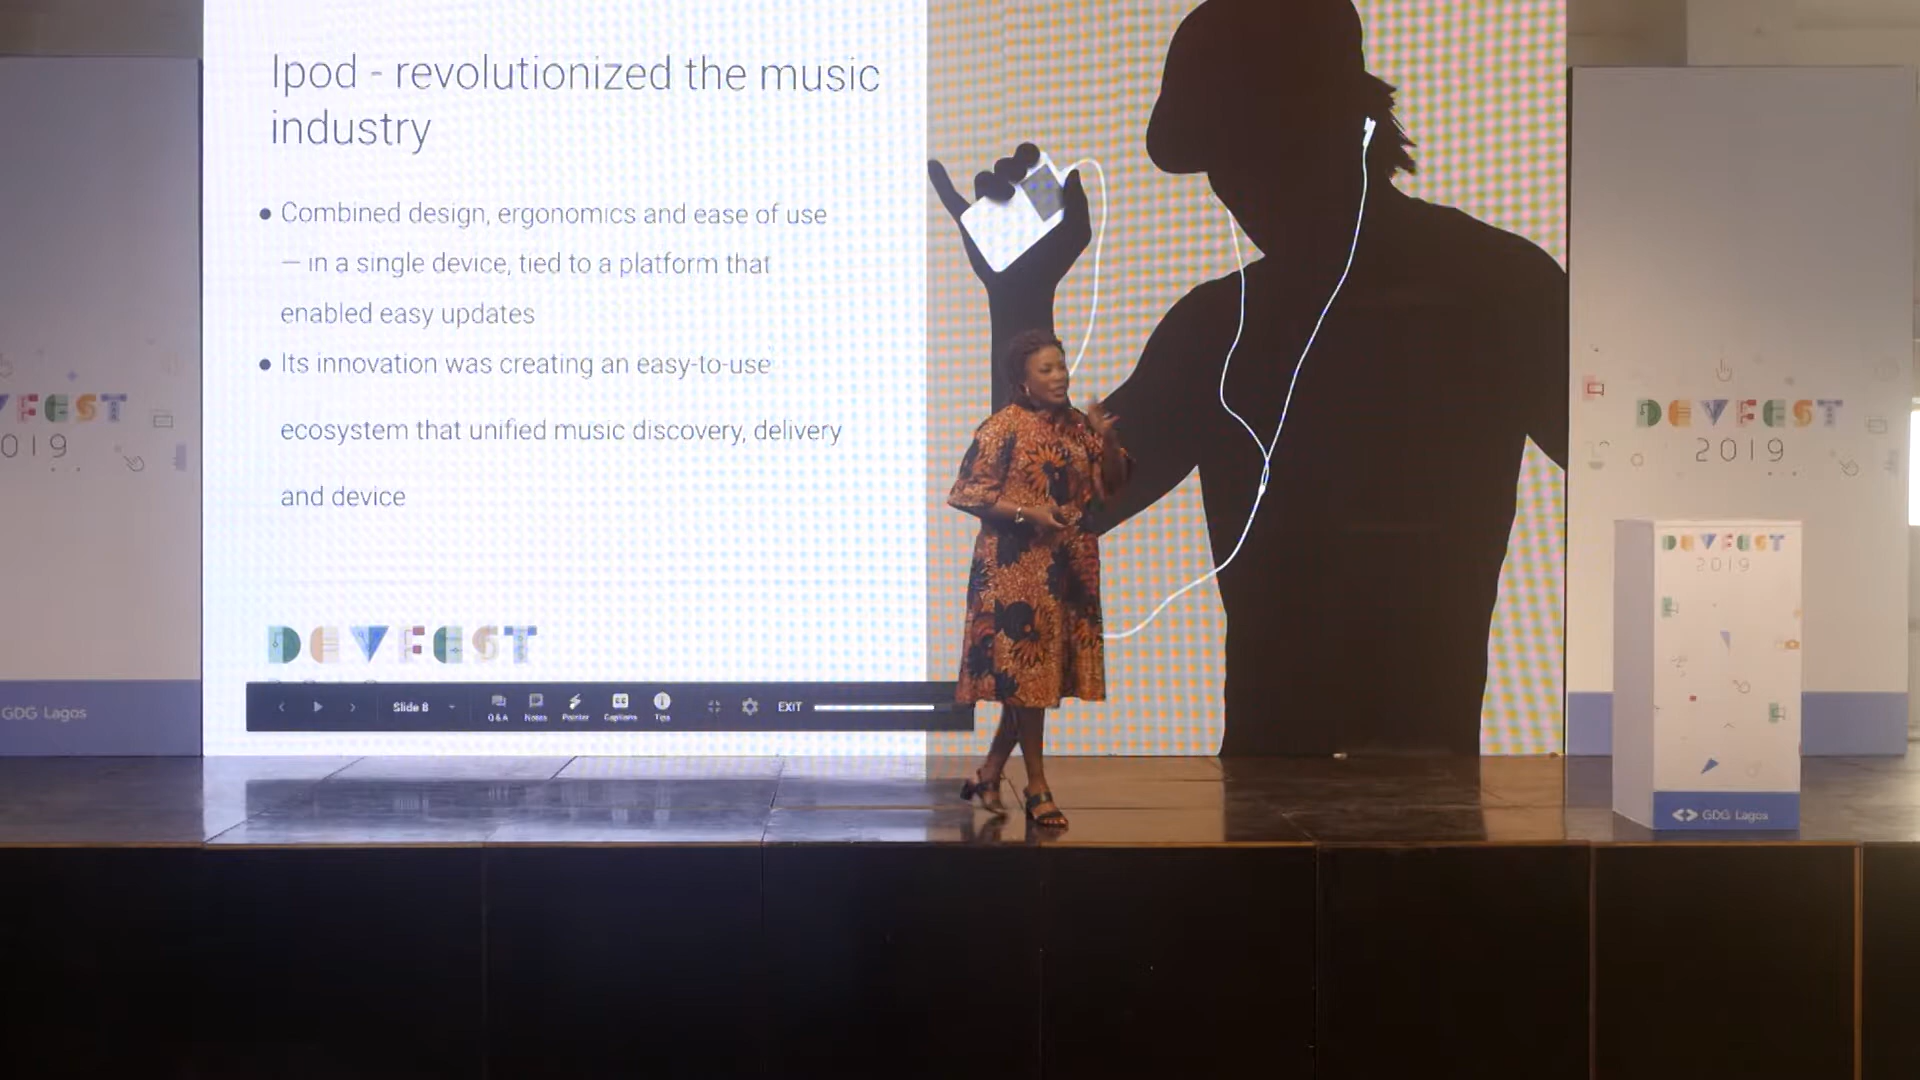 Ipod - revolutionized the music
industry
● Combined design, ergonomics and ease of use
— in a single device, tied to a platform that
enabled easy updates
● Its innovation was creating an easy-to-use
ecosystem that unified music discovery, delivery
and device
DEVFEST
Slide 8
Q&A
Notes
Pointer
Captions
Tips
EXIT
VFEST
019
GDG Lagos
DEVFEST
2019
DEVFEST
2019
<> GDG Lagos